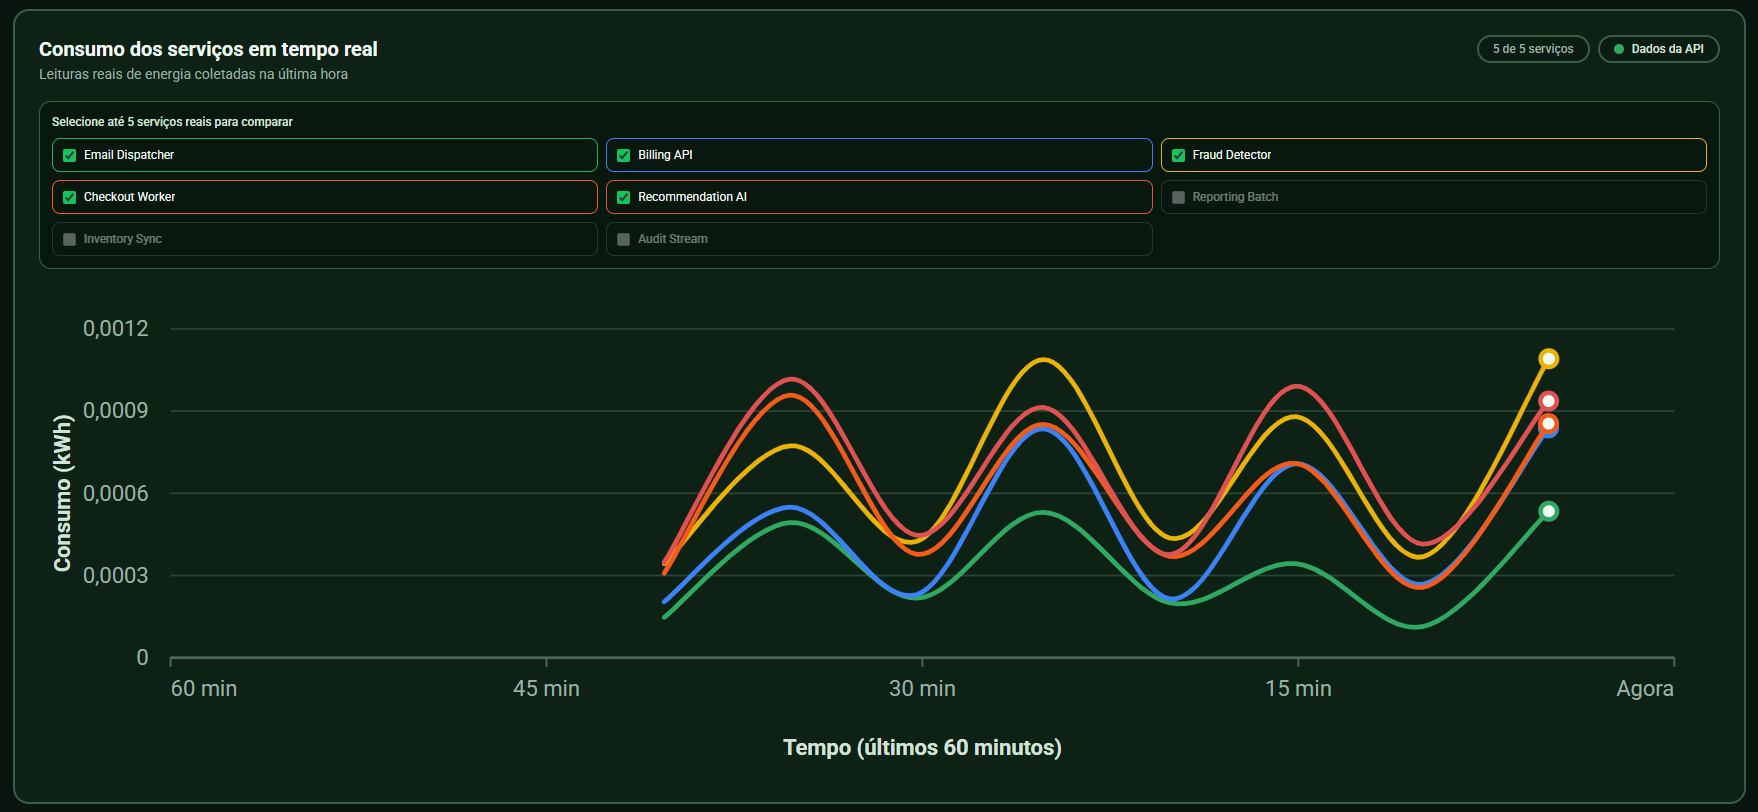 Consumo dos serviços em tempo real
5 de 5 serviços
Dados da API
Leituras reais de energia coletadas na última hora
Selecione até 5 serviços reais para comparar
Email Dispatcher
Billing API
Fraud Detector
Checkout Worker
Recommendation AI
Reporting Batch
Inventory Sync
Audit Stream
Consumo (kWh)
0,0012
0,0009
0,0006
0,0003
0
60 min
45 min
30 min
15 min
Agora
Tempo (últimos 60 minutos)